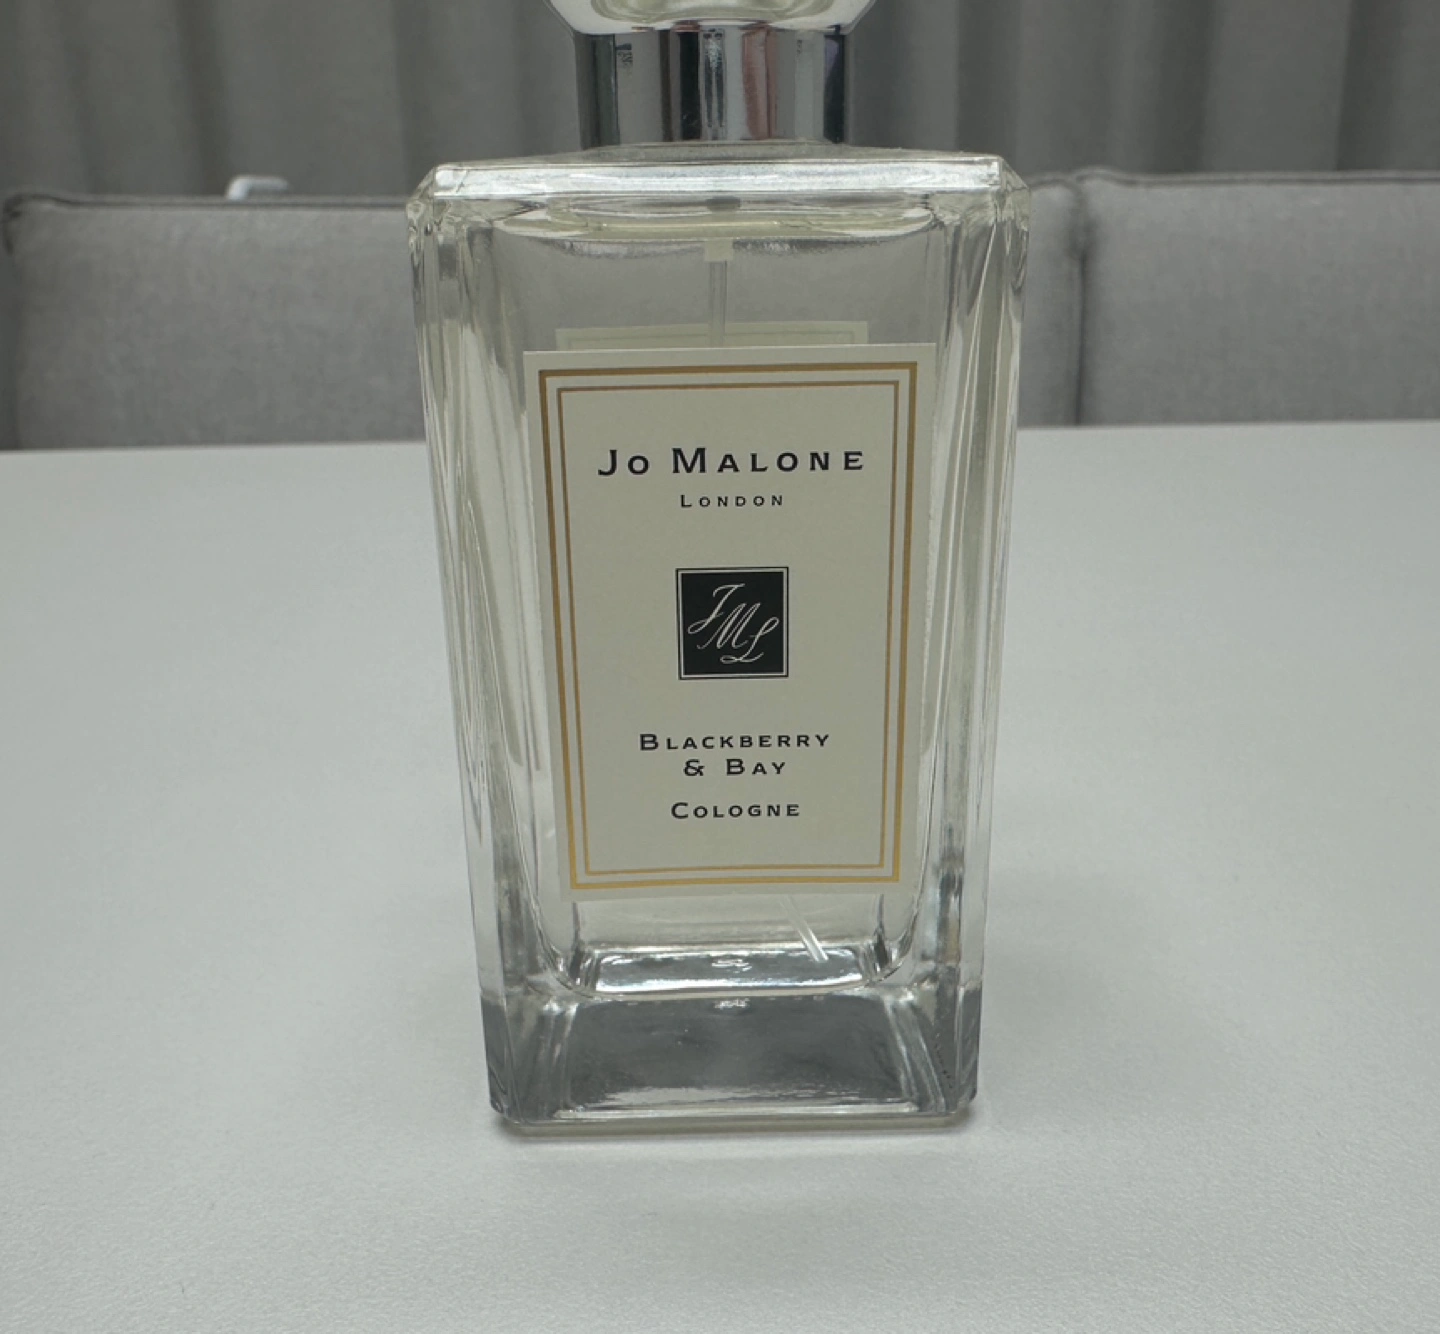 Jo Malone
London
JML
Blackberry
& Bay
Cologne